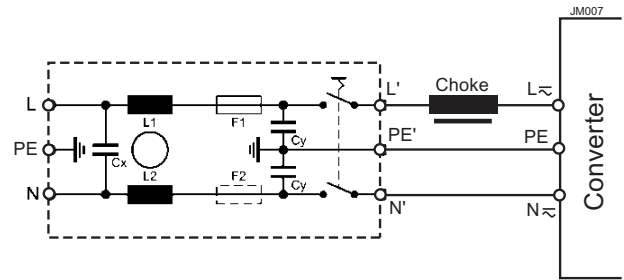 JM007
L
L1
F1
L'
Choke
L≂
PE
Cx
Cy
PE'
PE
L2
F2
Cy
N
N'
N≂
Converter